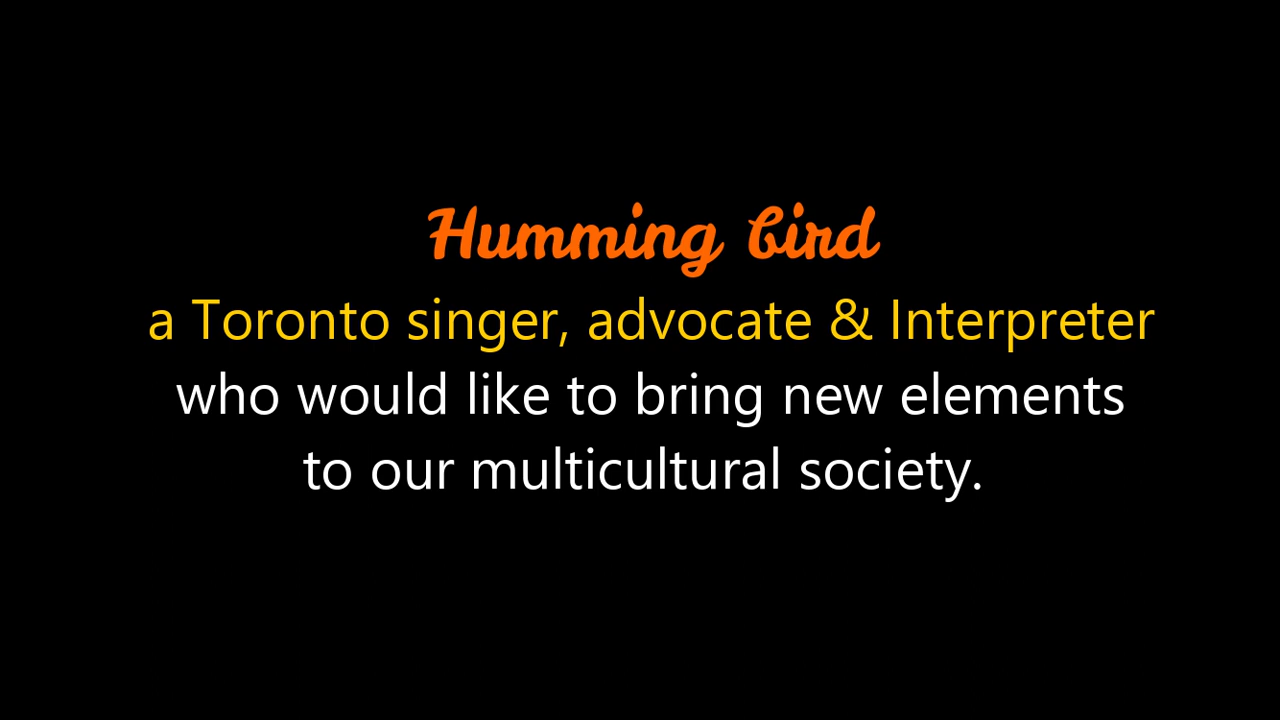 Humming bird
a Toronto singer, advocate & Interpreter
who would like to bring new elements
to our multicultural society.